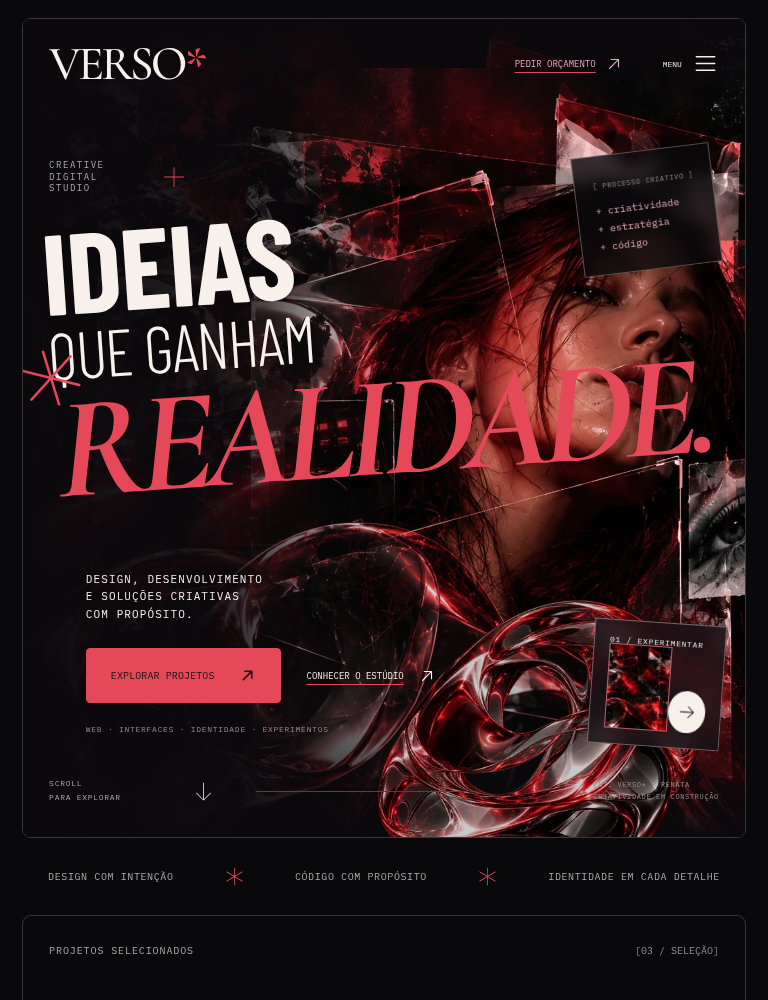 VERSO*
PEDIR ORÇAMENTO
MENU
CREATIVE
DIGITAL
STUDIO
[ PROCESSO CRIATIVO ]
+ criatividade
+ estratégia
+ código
IDEIAS
QUE GANHAM
REALIDADE.
DESIGN, DESENVOLVIMENTO
E SOLUÇÕES CRIATIVAS
COM PROPÓSITO.
01 / EXPERIMENTAR
EXPLORAR PROJETOS
CONHECER O ESTÚDIO
WEB · INTERFACES · IDENTIDADE · EXPERIMENTOS
SCROLL
PARA EXPLORAR
VERSO RENATA
CRIATIVIDADE EM CONSTRUÇÃO
DESIGN COM INTENÇÃO
CÓDIGO COM PROPÓSITO
IDENTIDADE EM CADA DETALHE
PROJETOS SELECIONADOS
[03 / SELEÇÃO]